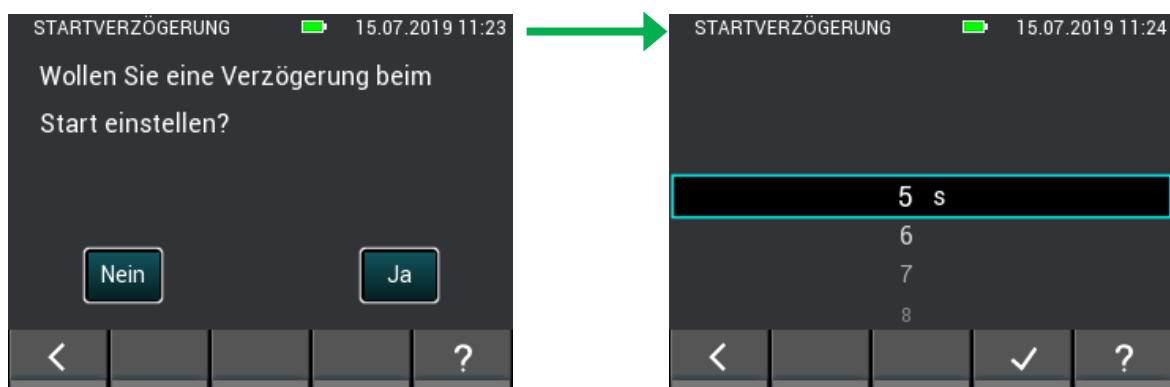 STARTVERZÖGERUNG 15.07.2019 11:23
Wollen Sie eine Verzögerung beim
Start einstellen?
Nein Ja
?
STARTVERZÖGERUNG 15.07.2019 11:24
5 s
6
7
8
?